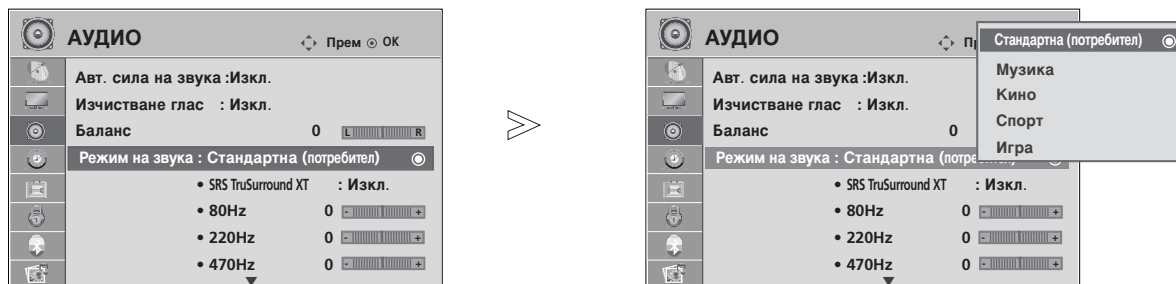 АУДИО
Прем OK
Авт. сила на звука :Изкл.
Изчистване глас : Изкл.
Баланс 0 L R
Режим на звука : Стандартна (потребител)
• SRS TruSurround XT : Изкл.
• 80Hz 0 - +
• 220Hz 0 - +
• 470Hz 0 - +
АУДИО
Авт. сила на звука :Изкл.
Изчистване глас : Изкл.
Баланс 0
Режим на звука : Стандартна
• SRS TruSurround XT : Изкл.
• 80Hz 0 - +
• 220Hz 0 - +
• 470Hz 0 - +
Стандартна (потребител)
Музика
Кино
Спорт
Игра